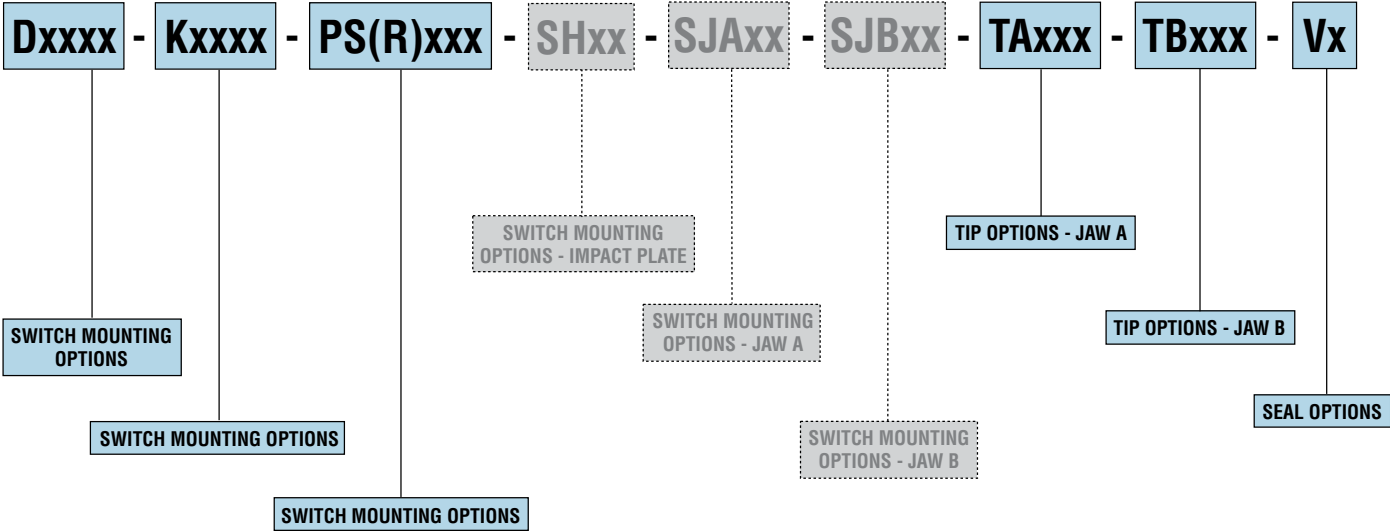 Dxxxx - Kxxxx - PS(R)xxx - SHxx - SJAxx - SJBxx - TAxxx - TBxxx - Vx
SWITCH MOUNTING
OPTIONS - IMPACT PLATE
TIP OPTIONS - JAW A
SWITCH MOUNTING
OPTIONS - JAW A
SWITCH MOUNTING
OPTIONS
TIP OPTIONS - JAW B
SEAL OPTIONS
SWITCH MOUNTING OPTIONS
SWITCH MOUNTING
OPTIONS - JAW B
SWITCH MOUNTING OPTIONS